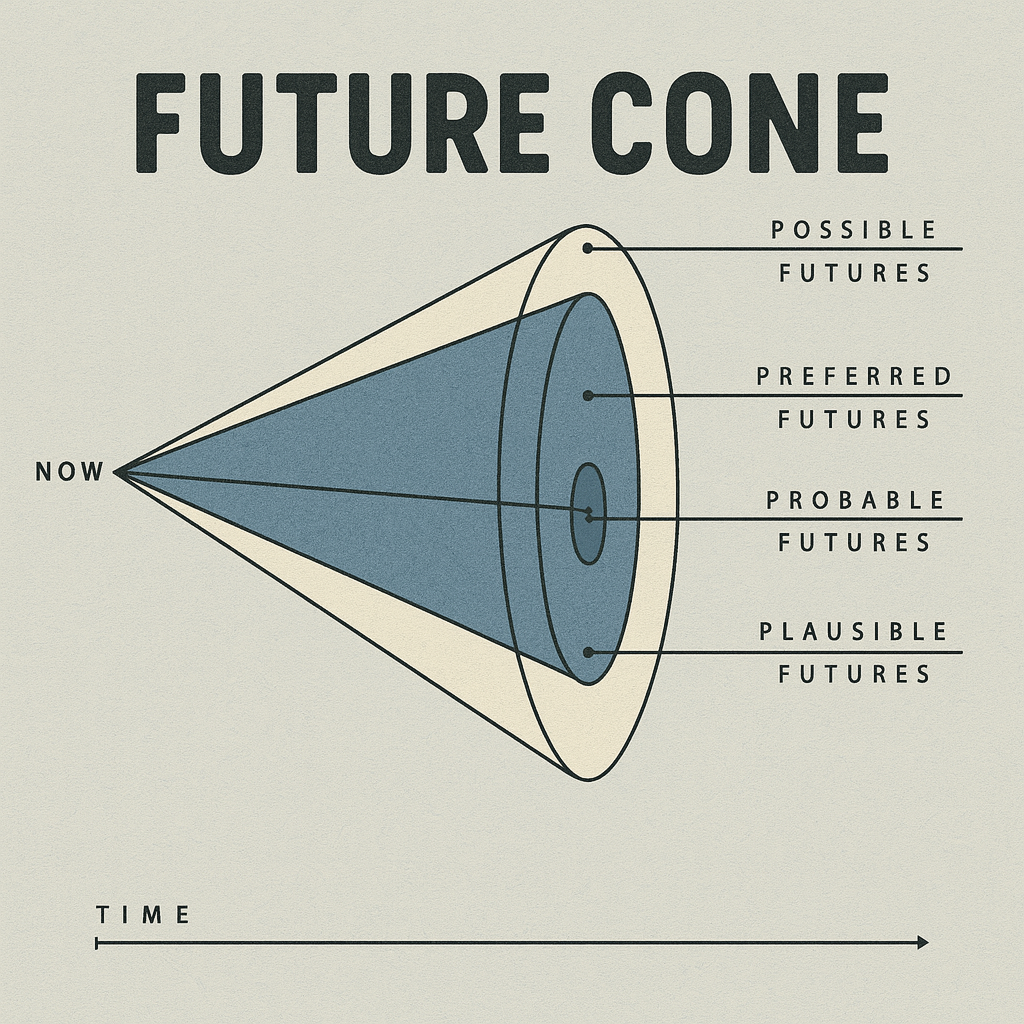 FUTURE CONE
POSSIBLE
FUTURES
PREFERRED
FUTURES
NOW
PROBABLE
FUTURES
PLAUSIBLE
FUTURES
TIME